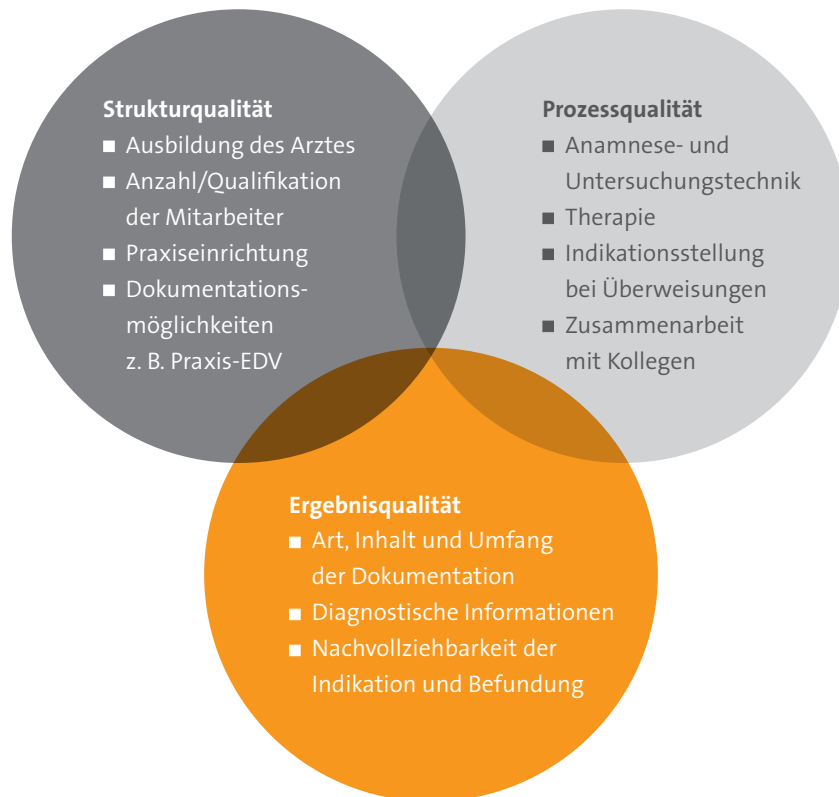 Strukturqualität
■ Ausbildung des Arztes
■ Anzahl/Qualifikation
der Mitarbeiter
■ Praxiseinrichtung
■ Dokumentations-
möglichkeiten
z. B. Praxis-EDV
Prozessqualität
■ Anamnese- und
Untersuchungstechnik
■ Therapie
■ Indikationsstellung
bei Überweisungen
■ Zusammenarbeit
mit Kollegen
Ergebnisqualität
■ Art, Inhalt und Umfang
der Dokumentation
■ Diagnostische Informationen
■ Nachvollziehbarkeit der
Indikation und Befundung